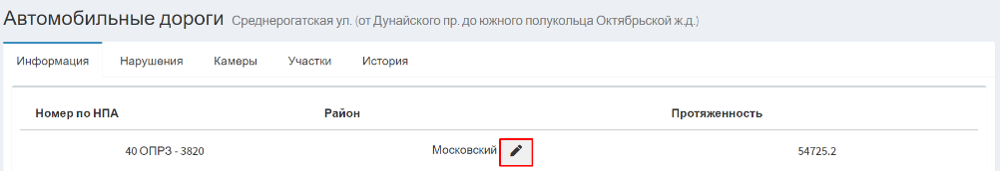 Автомобильные дороги Среднерогатская ул. (от Дунайского пр. до южного полукольца Октябрьской ж.д.)
Информация Нарушения Камеры Участки История
Номер по НПА Район Протяженность
40 ОПРЗ - 3820 Московский 54725.2